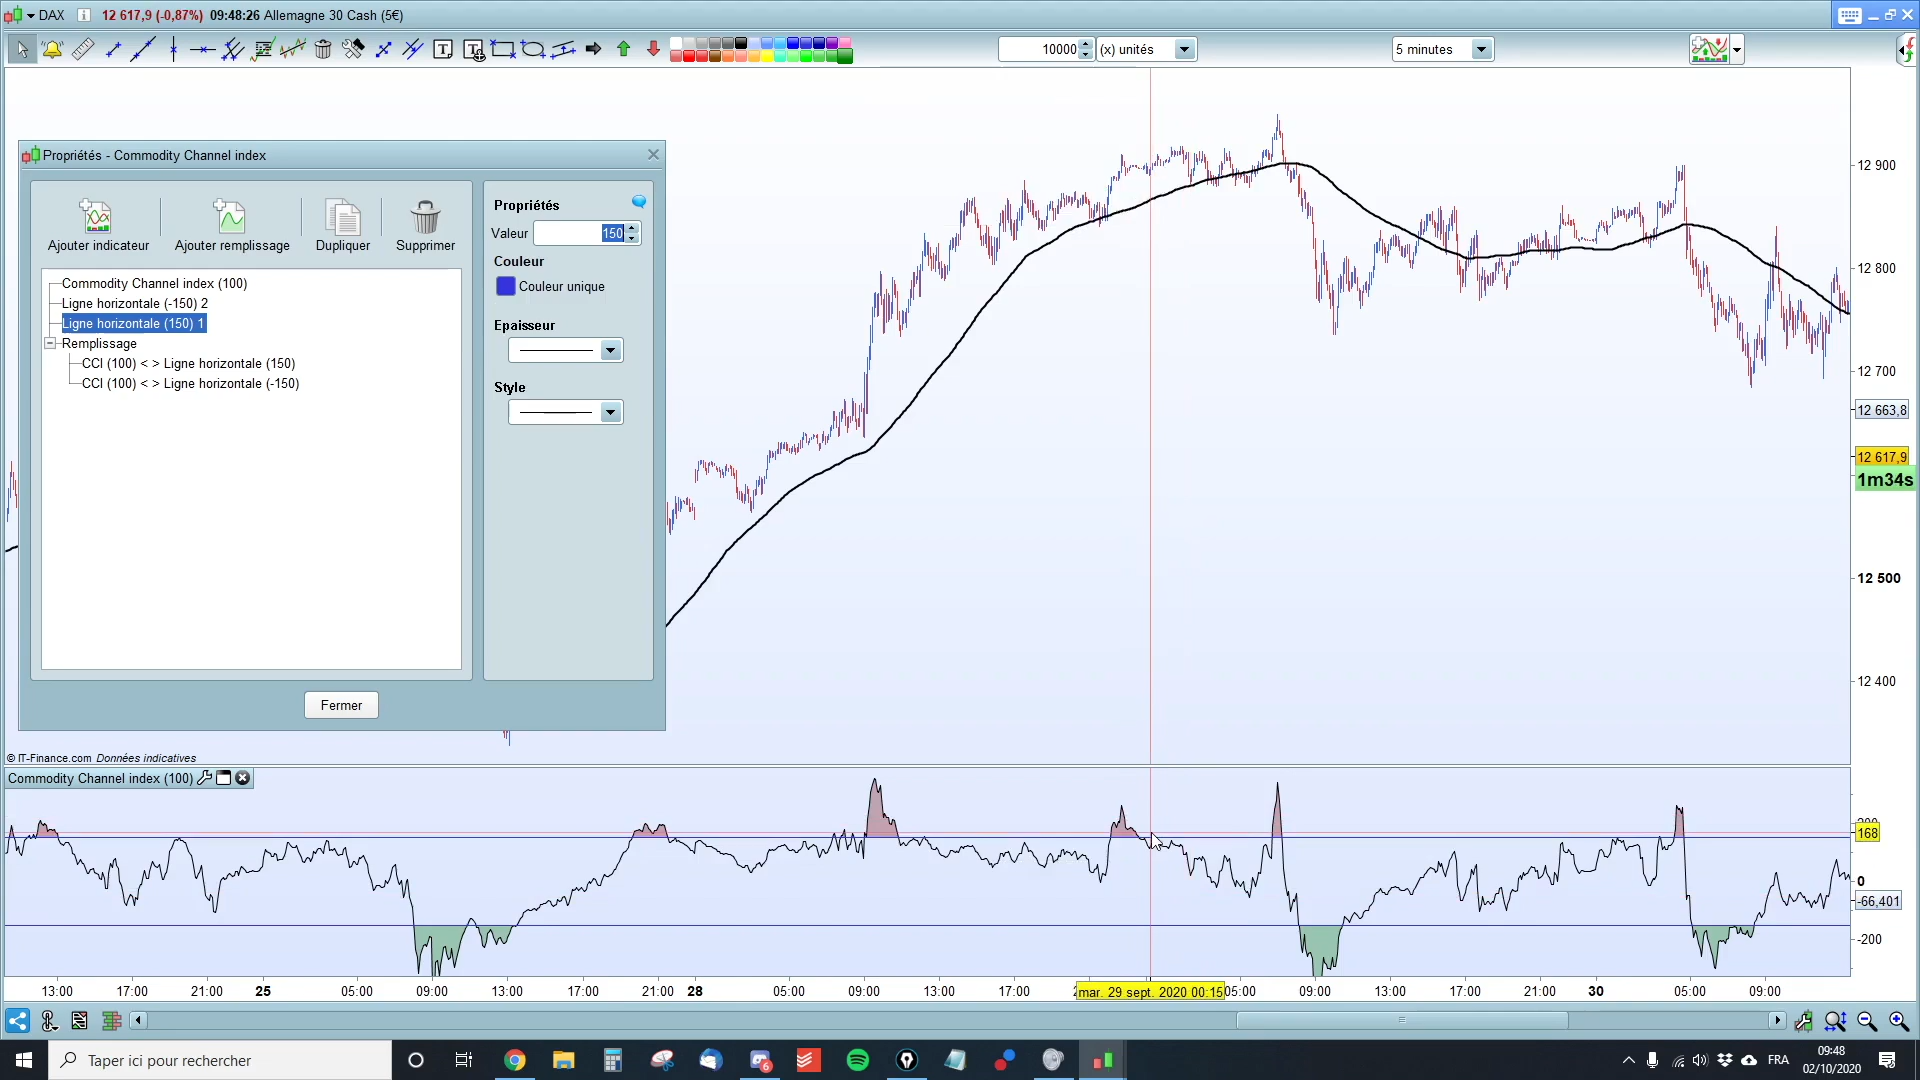 DAX 12 617,9 (-0,87%) 09:48:26 Allemagne 30 Cash (5€)
10000 (x) unités 5 minutes
Propriétés - Commodity Channel index
Ajouter indicateur Ajouter remplissage Dupliquer Supprimer
Commodity Channel index (100)
Ligne horizontale (-150) 2
Ligne horizontale (150) 1
Remplissage
CCI (100) < > Ligne horizontale (150)
CCI (100) < > Ligne horizontale (-150)
Propriétés
Valeur 150
Couleur
Couleur unique
Epaisseur
Style
Fermer
12 900
12 800
12 700
12 663,8
12 617,9
1m34s
12 500
12 400
© IT-Finance.com Données indicatives
Commodity Channel index (100)
168
0
-66,401
-200
13:00 17:00 21:00 25 05:00 09:00 13:00 17:00 21:00 28 05:00 09:00 13:00 17:00 mar. 29 sept. 2020 00:15 05:00 09:00 13:00 17:00 21:00 30 05:00 09:00
Taper ici pour rechercher
6
FRA
09:48
02/10/2020